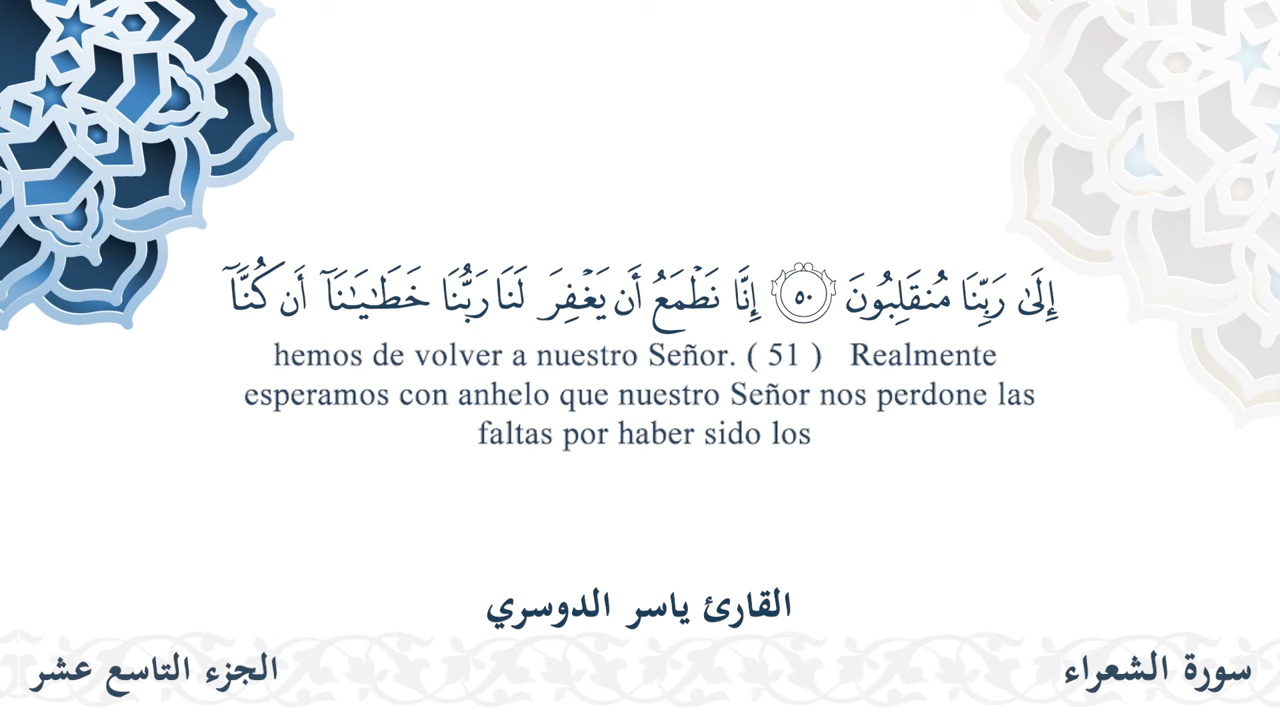 إِلَىٰ رَبِّنَا مُنقَلِبُونَ ٥٠ إِنَّا نَطْمَعُ أَن يَغْفِرَ لَنَا رَبُّنَا خَطَـٰيَـٰنَآ أَن كُنَّآ
hemos de volver a nuestro Señor. ( 51 ) Realmente
esperamos con anhelo que nuestro Señor nos perdone las
faltas por haber sido los
القارئ ياسر الدوسري
سورة الشعراء
الجزء التاسع عشر